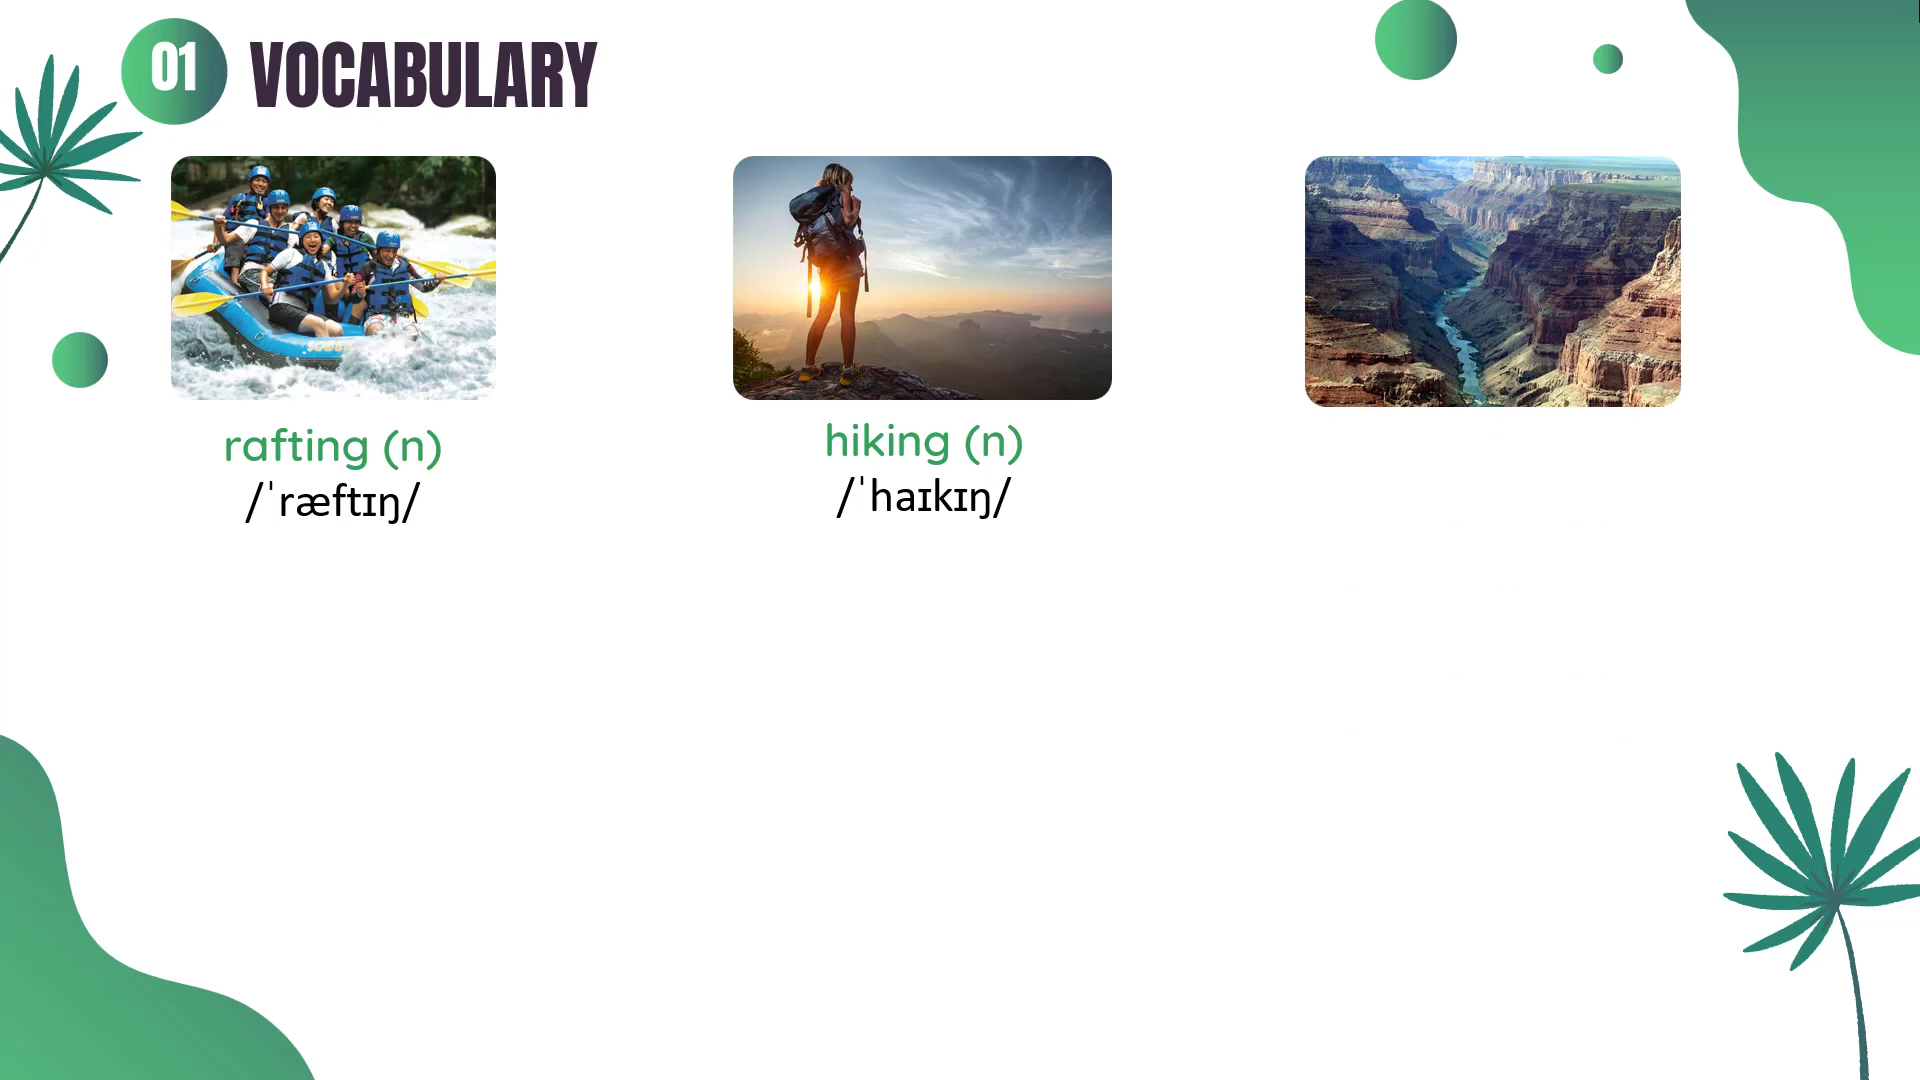 01 VOCABULARY
rafting (n)
/ˈræftɪŋ/
hiking (n)
/ˈhaɪkɪŋ/